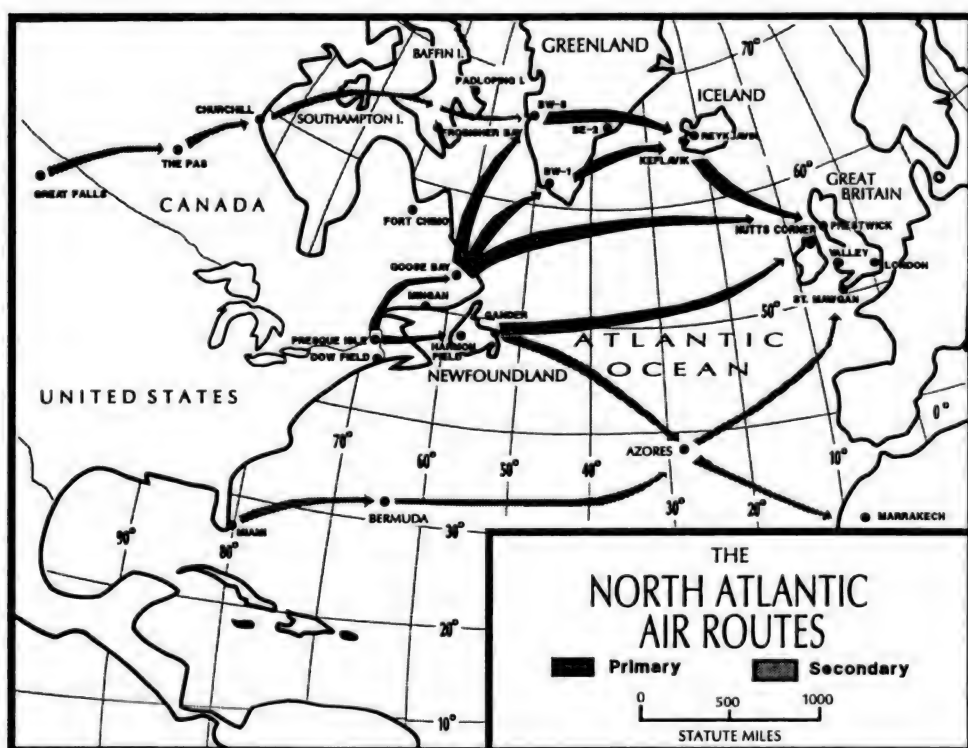 BAFFIN I.
GREENLAND
70°
PADLOPING I.
CHURCHILL
SOUTHAMPTON I.
FROBISHER BAY
BW-8
BE-2
ICELAND
REYKJAVIK
KEFLAVIK
THE PAS
GREAT FALLS
BW-1
60°
GREAT
BRITAIN
CANADA
FORT CHIMO
NUTTS CORNER
PRESTWICK
VALLEY
LONDON
GOOSE BAY
MINGAN
ST. MAWGAN
50°
GANDER
PRESQUE ISLE
DOW FIELD
HARMON
FIELD
NEWFOUNDLAND
ATLANTIC
OCEAN
UNITED STATES
0°
10°
70°
60°
50°
40°
30°
20°
AZORES
BERMUDA
MARRAKECH
MIAMI
90°
80°
30°
20°
10°
THE
NORTH ATLANTIC
AIR ROUTES
Primary Secondary
0 500 1000
STATUTE MILES